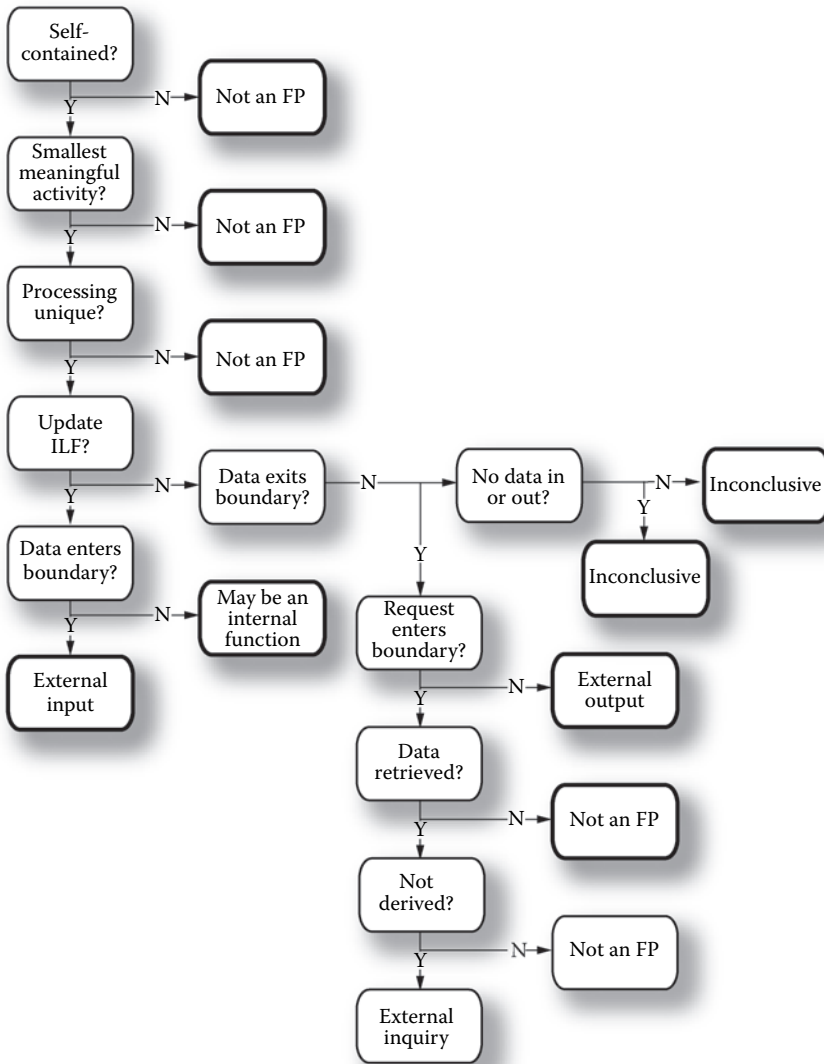 Self-
contained?
N
Not an FP
Y
Smallest
meaningful
activity?
N
Not an FP
Y
Processing
unique?
N
Not an FP
Y
Update
ILF?
N
Data exits
boundary?
N
No data in
or out?
N
Inconclusive
Y
Y
Inconclusive
Data enters
boundary?
Y
N
May be an
internal
function
Request
enters
boundary?
Y
External
input
N
External
output
Y
Data
retrieved?
N
Not an FP
Y
Not
derived?
N
Not an FP
Y
External
inquiry